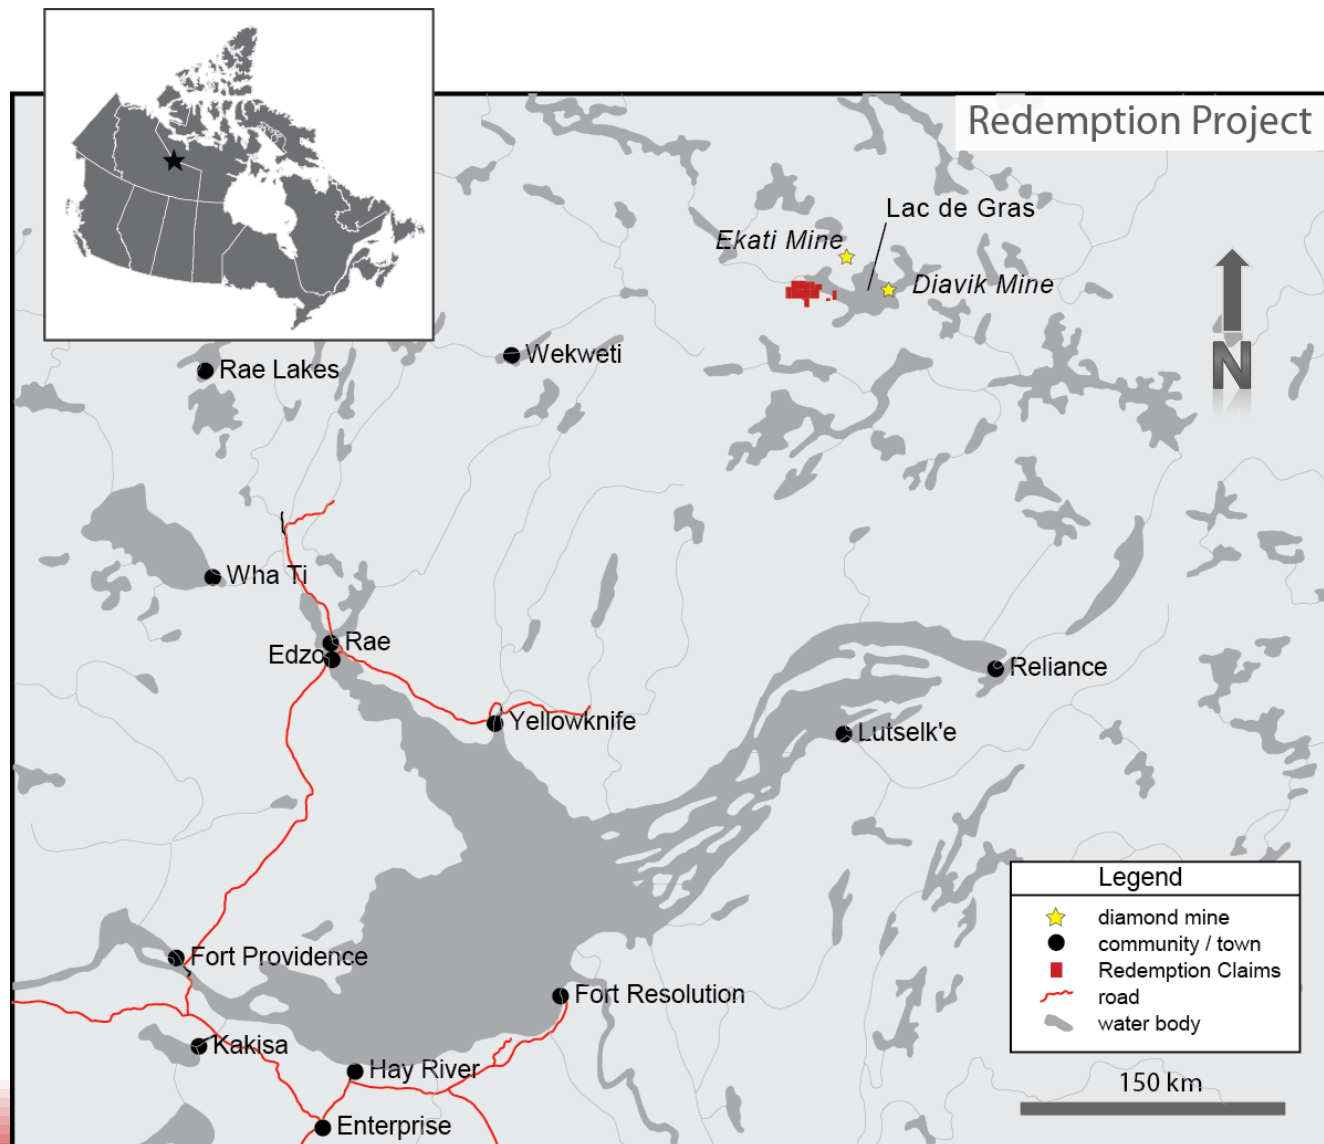 Redemption Project
Lac de Gras
Ekati Mine
Diavik Mine
N
Wekweti
Rae Lakes
Wha Ti
Rae
Edzo
Reliance
Yellowknife
Lutselk'e
Legend
diamond mine
community / town
Redemption Claims
road
water body
Fort Providence
Fort Resolution
Kakisa
Hay River
150 km
Enterprise